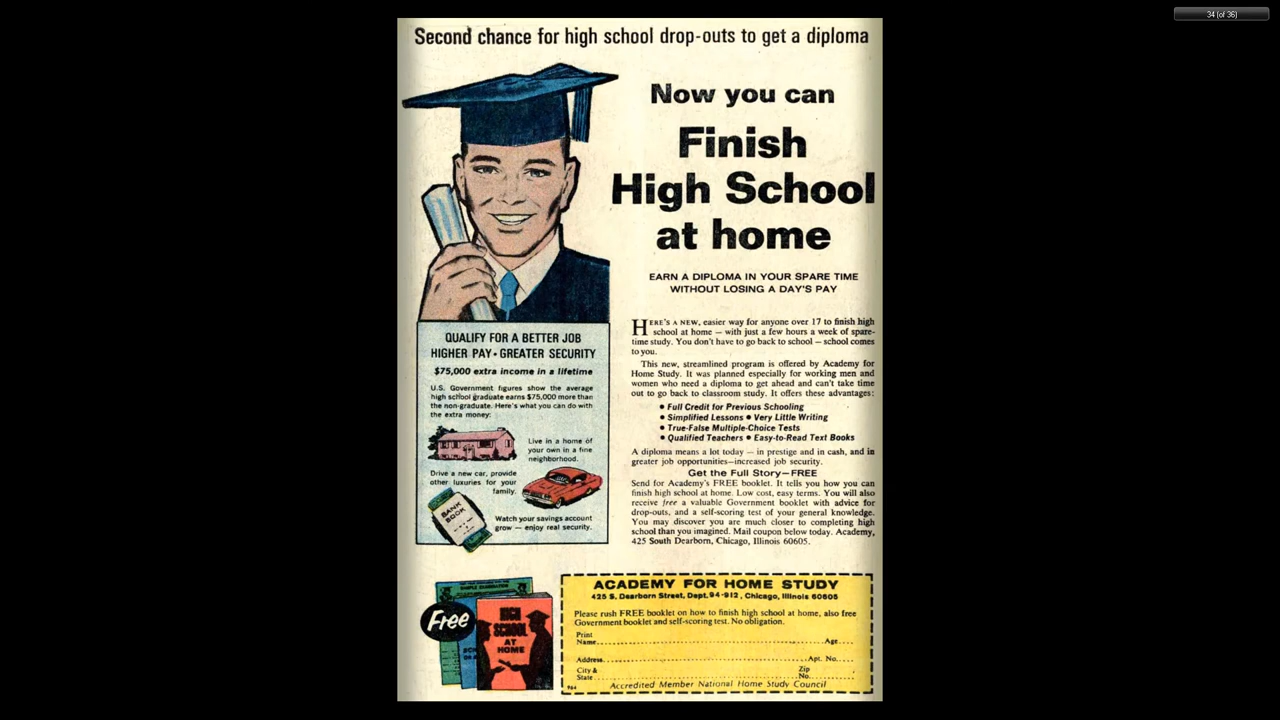 34 (of 36)
Second chance for high school drop-outs to get a diploma
Now you can
Finish
High School
at home
EARN A DIPLOMA IN YOUR SPARE TIME
WITHOUT LOSING A DAY'S PAY
HERE'S A NEW, easier way for anyone over 17 to finish high
school at home — with just a few hours a week of spare-
time study. You don't have to go back to school — school comes
to you.
This new, streamlined program is offered by Academy for
Home Study. It was planned especially for working men and
women who need a diploma to get ahead and can't take time
out to go back to classroom study. It offers these advantages:
• Full Credit for Previous Schooling
• Simplified Lessons • Very Little Writing
• True-False Multiple-Choice Tests
• Qualified Teachers • Easy-to-Read Text Books
A diploma means a lot today — in prestige and in cash, and in
greater job opportunities—increased job security.
Get the Full Story—FREE
Send for Academy's FREE booklet. It tells you how you can
finish high school at home. Low cost, easy terms. You will also
receive free a valuable Government booklet with advice for
drop-outs, and a self-scoring test of your general knowledge.
You may discover you are much closer to completing high
school than you imagined. Mail coupon below today. Academy,
425 South Dearborn, Chicago, Illinois 60605.
QUALIFY FOR A BETTER JOB
HIGHER PAY • GREATER SECURITY
$75,000 extra income in a lifetime
U.S. Government figures show the average
high school graduate earns $75,000 more than
the non-graduate. Here's what you can do with
the extra money:
Live in a home of
your own in a fine
neighborhood.
Drive a new car, provide
other luxuries for your
family.
BANK
BOOK
Watch your savings account
grow — enjoy real security.
Free
HIGH
SCHOOL
AT
HOME
ACADEMY FOR HOME STUDY
425 S. Dearborn Street, Dept. 94-912, Chicago, Illinois 60605
Please rush FREE booklet on how to finish high school at home, also free
Government booklet and self-scoring test. No obligation.
Print
Name Age
Address Apt. No.
City & Zip
State No.
Accredited Member National Home Study Council